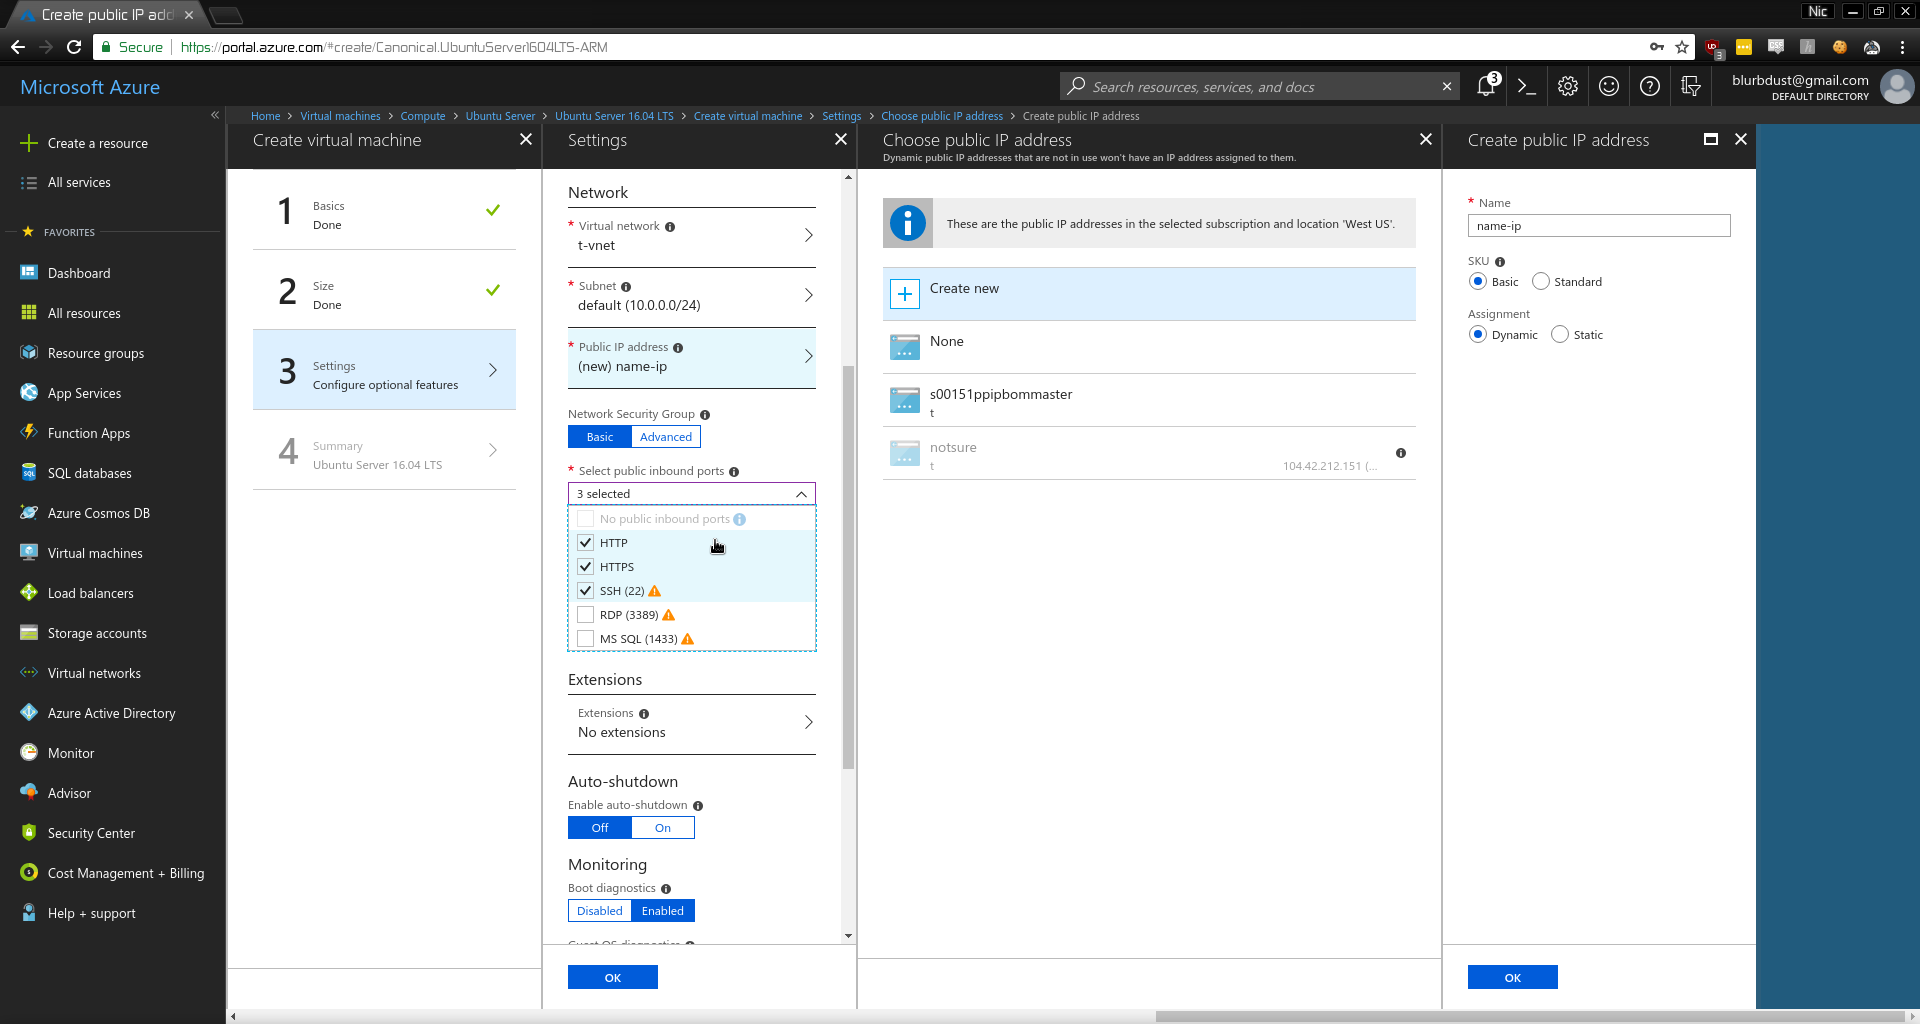 Create public IP add
Nic
Secure
https://portal.azure.com/#create/Canonical.UbuntuServer1604LTS-ARM
3
Microsoft Azure
Search resources, services, and docs
3
blurbdust@gmail.com
DEFAULT DIRECTORY
Home > Virtual machines > Compute > Ubuntu Server > Ubuntu Server 16.04 LTS > Create virtual machine > Settings > Choose public IP address > Create public IP address
Create a resource
All services
FAVORITES
Dashboard
All resources
Resource groups
App Services
Function Apps
SQL databases
Azure Cosmos DB
Virtual machines
Load balancers
Storage accounts
Virtual networks
Azure Active Directory
Monitor
Advisor
Security Center
Cost Management + Billing
Help + support
Create virtual machine
1
Basics
Done
2
Size
Done
3
Settings
Configure optional features
4
Summary
Ubuntu Server 16.04 LTS
Settings
Network
* Virtual network
t-vnet
* Subnet
default (10.0.0.0/24)
* Public IP address
(new) name-ip
Network Security Group
Basic Advanced
* Select public inbound ports
3 selected
No public inbound ports
HTTP
HTTPS
SSH (22)
RDP (3389)
MS SQL (1433)
Extensions
Extensions
No extensions
Auto-shutdown
Enable auto-shutdown
Off On
Monitoring
Boot diagnostics
Disabled Enabled
OK
Choose public IP address
Dynamic public IP addresses that are not in use won't have an IP address assigned to them.
These are the public IP addresses in the selected subscription and location 'West US'.
Create new
None
s00151ppipbommaster
t
notsure
t 104.42.212.151 (...
Create public IP address
* Name
name-ip
SKU
Basic Standard
Assignment
Dynamic Static
OK